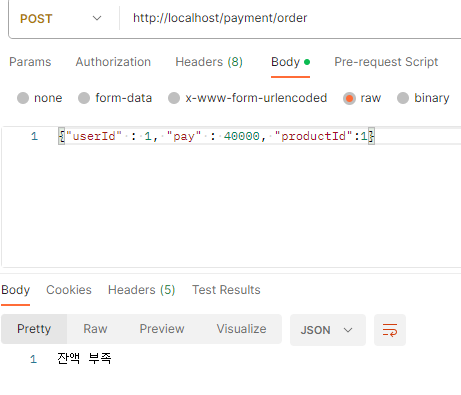 POST http://localhost/payment/order
Params Authorization Headers (8) Body Pre-request Script
none form-data x-www-form-urlencoded raw binary
1 {"userId" : 1, "pay" : 40000, "productId":1}
Body Cookies Headers (5) Test Results
Pretty Raw Preview Visualize JSON
1 잔액 부족